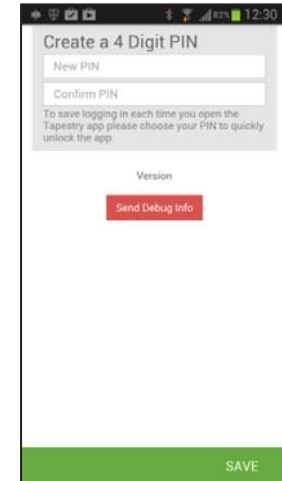 82% 12:30
Create a 4 Digit PIN
New PIN
Confirm PIN
To save logging in each time you open the
Tapestry app please choose your PIN to quickly
unlock the app.
Version
Send Debug Info
SAVE